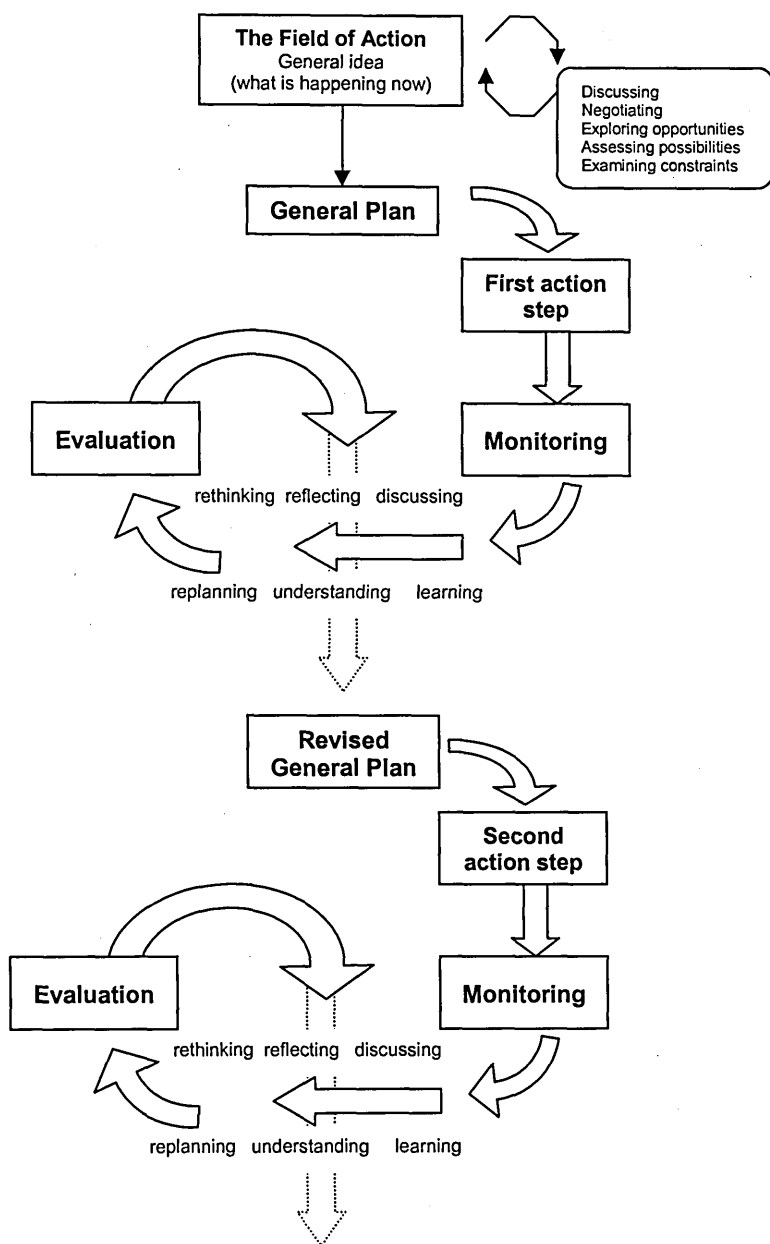 The Field of Action
General idea
(what is happening now)
Discussing
Negotiating
Exploring opportunities
Assessing possibilities
Examining constraints
General Plan
First action
step
Evaluation
Monitoring
rethinking reflecting discussing
replanning understanding learning
Revised
General Plan
Second
action step
Evaluation
Monitoring
rethinking reflecting discussing
replanning understanding learning